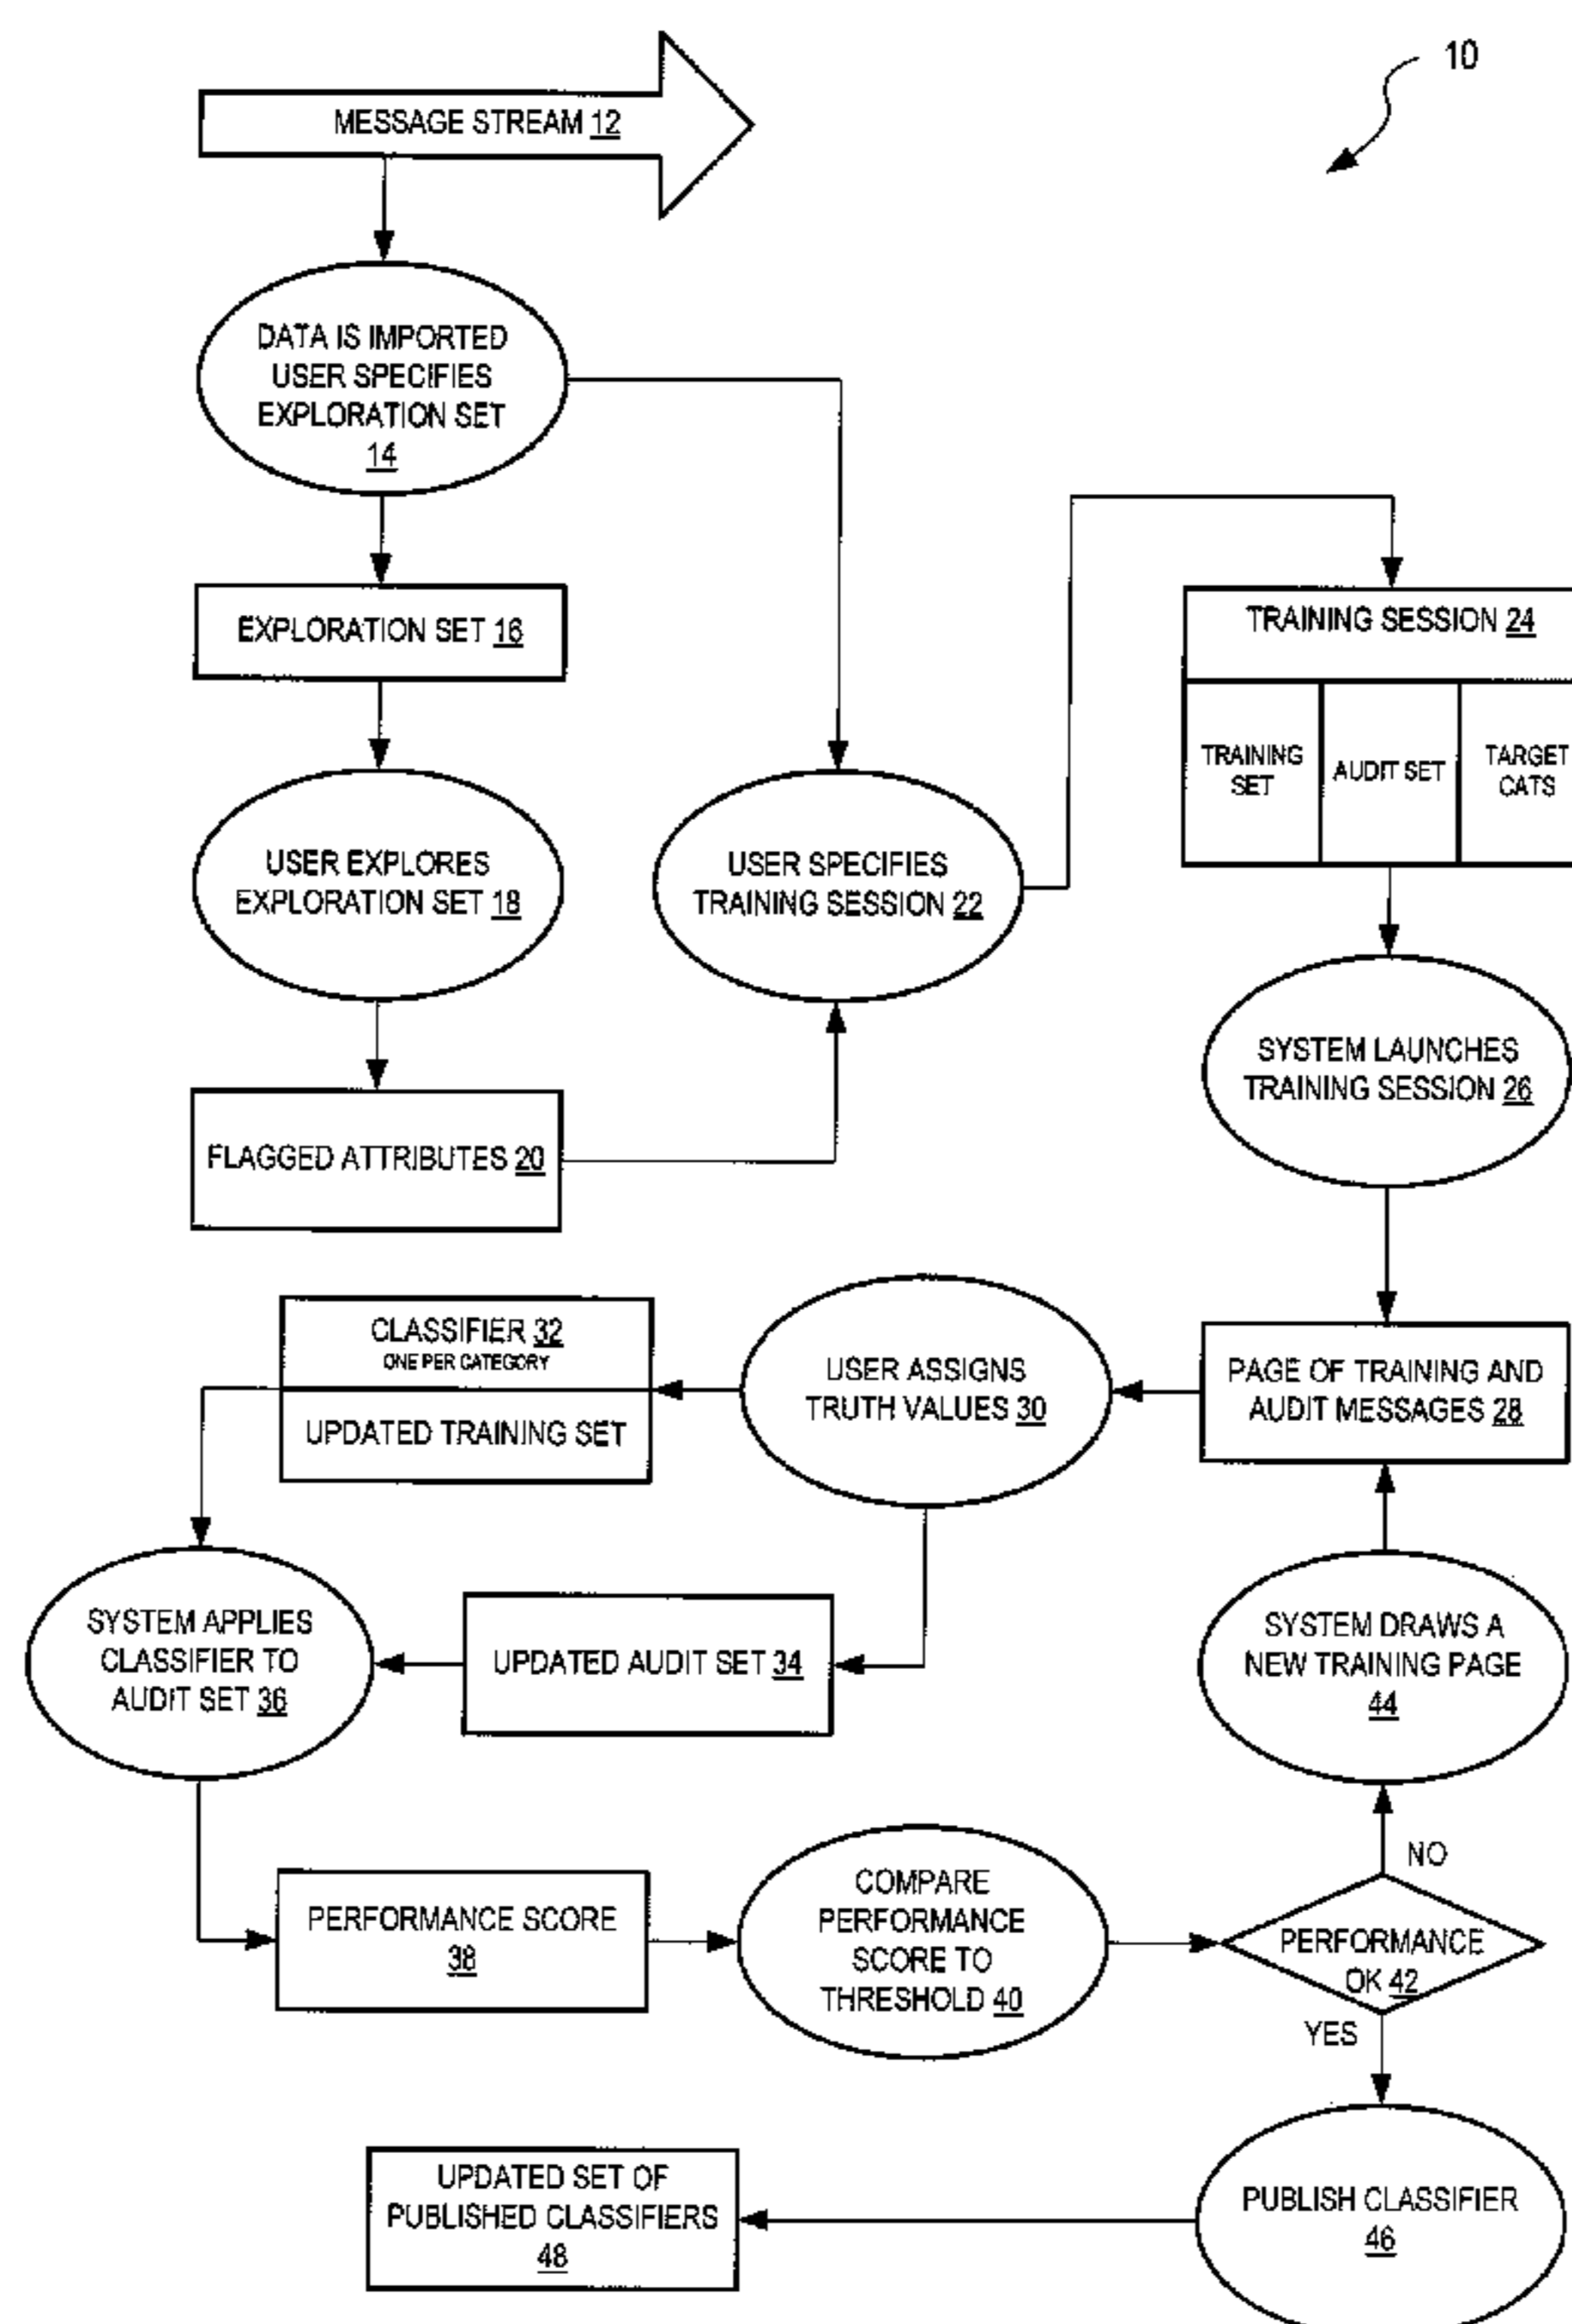 10
MESSAGE STREAM 12
DATA IS IMPORTED
USER SPECIFIES
EXPLORATION SET
14
EXPLORATION SET 16
TRAINING SESSION 24
TRAINING
SET
AUDIT SET
TARGET
CATS
USER EXPLORES
EXPLORATION SET 18
USER SPECIFIES
TRAINING SESSION 22
SYSTEM LAUNCHES
TRAINING SESSION 26
FLAGGED ATTRIBUTES 20
CLASSIFIER 32
ONE PER CATEGORY
UPDATED TRAINING SET
USER ASSIGNS
TRUTH VALUES 30
PAGE OF TRAINING AND
AUDIT MESSAGES 28
SYSTEM APPLIES
CLASSIFIER TO
AUDIT SET 36
UPDATED AUDIT SET 34
SYSTEM DRAWS A
NEW TRAINING PAGE
44
NO
PERFORMANCE SCORE
38
COMPARE
PERFORMANCE
SCORE TO
THRESHOLD 40
PERFORMANCE
OK 42
YES
UPDATED SET OF
PUBLISHED CLASSIFIERS
48
PUBLISH CLASSIFIER
46